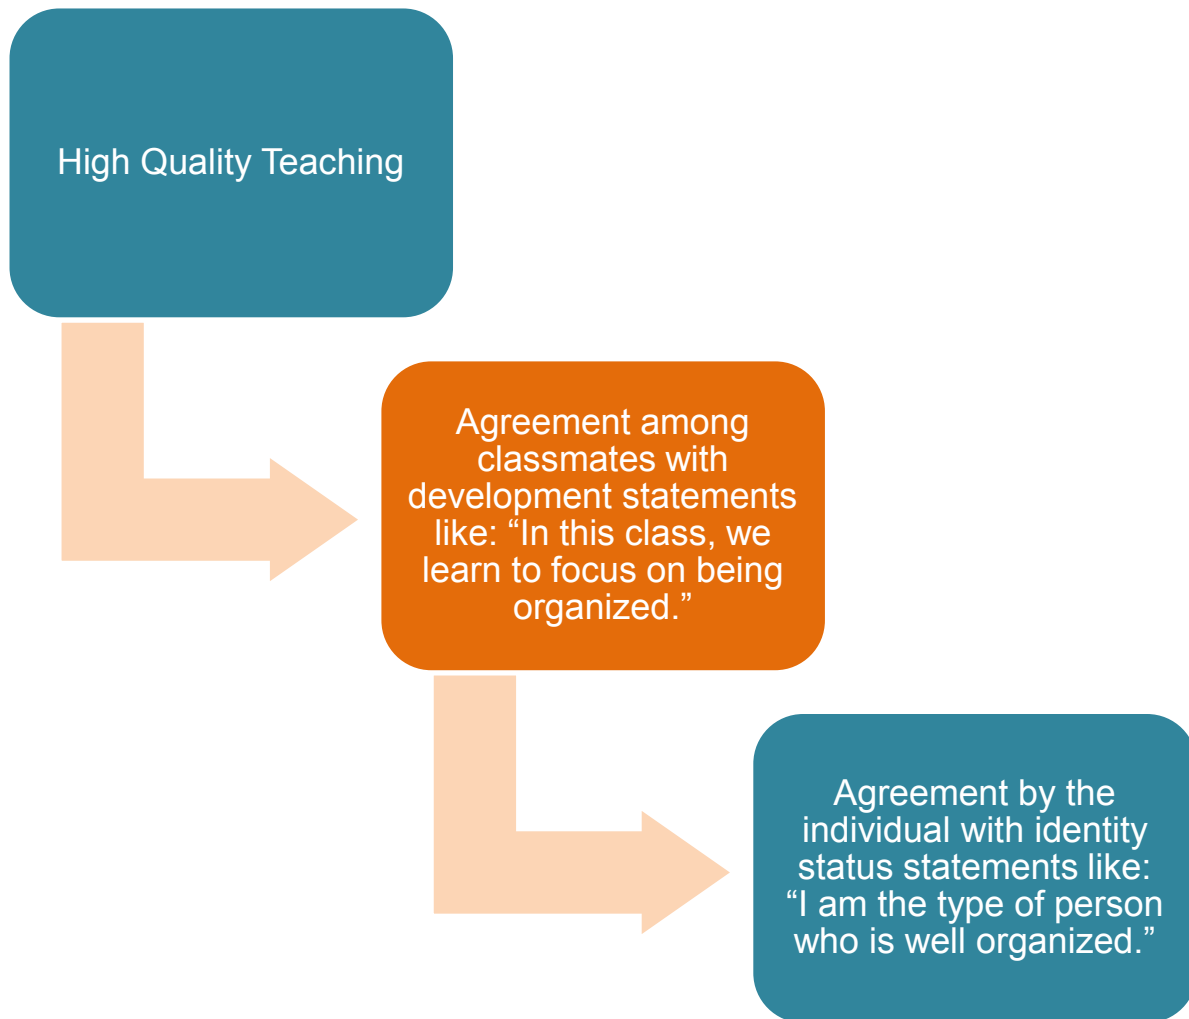 High Quality Teaching
Agreement among
classmates with
development statements
like: “In this class, we
learn to focus on being
organized.”
Agreement by the
individual with identity
status statements like:
“I am the type of person
who is well organized.”